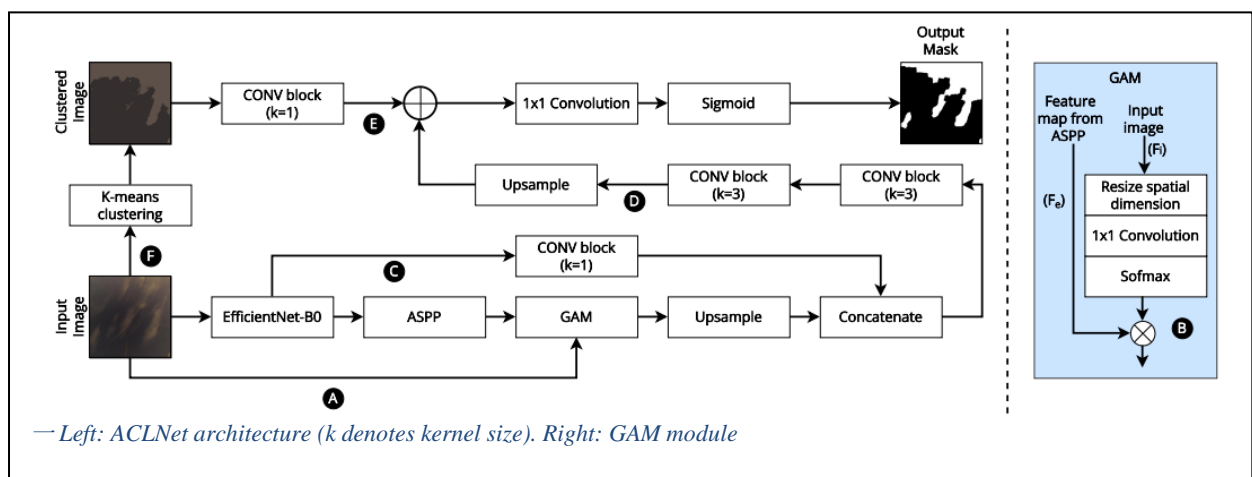 Clustered
Image
CONV block
(k=1)
E
1x1 Convolution
Sigmoid
Output
Mask
K-means
clustering
F
Upsample
D
CONV block
(k=3)
CONV block
(k=3)
C
CONV block
(k=1)
Input
Image
EfficientNet-B0
ASPP
GAM
Upsample
Concatenate
A
GAM
Feature
map from
ASPP
Input
image
(Fᵢ)
(Fₑ)
Resize spatial
dimension
1x1 Convolution
Sofmax
B
Left: ACLNet architecture (k denotes kernel size). Right: GAM module